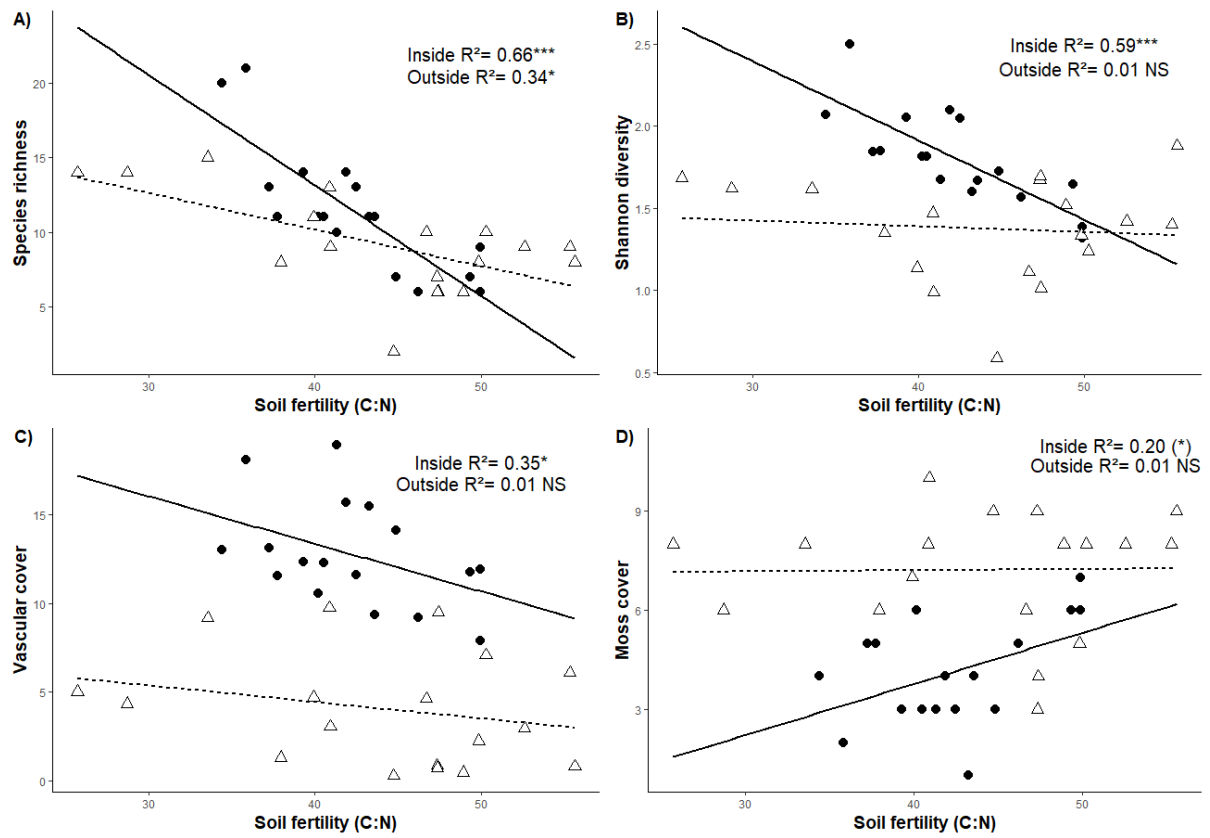 A)
Inside R²= 0.66***
Outside R²= 0.34*
Species richness
20
15
10
5
30
40
50
Soil fertility (C:N)
B)
Inside R²= 0.59***
Outside R²= 0.01 NS
Shannon diversity
2.5
2.0
1.5
1.0
0.5
30
40
50
Soil fertility (C:N)
C)
Inside R²= 0.35*
Outside R²= 0.01 NS
Vascular cover
15
10
5
0
30
40
50
Soil fertility (C:N)
D)
Inside R²= 0.20 (*)
Outside R²= 0.01 NS
Moss cover
9
6
3
30
40
50
Soil fertility (C:N)